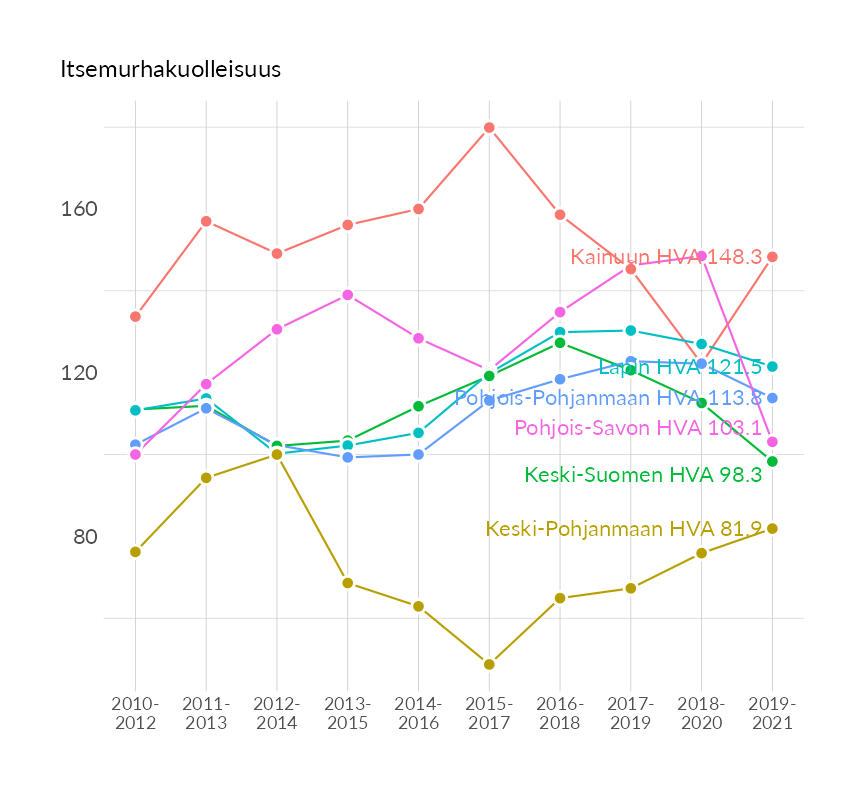 Itsemurhakuolleisuus
160
120
80
Kainuun HVA 148.3
Lapin HVA 121.5
Pohjois-Pohjanmaan HVA 113.8
Pohjois-Savon HVA 103.1
Keski-Suomen HVA 98.3
Keski-Pohjanmaan HVA 81.9
2010- 2011- 2012- 2013- 2014- 2015- 2016- 2017- 2018- 2019-
2012 2013 2014 2015 2016 2017 2018 2019 2020 2021